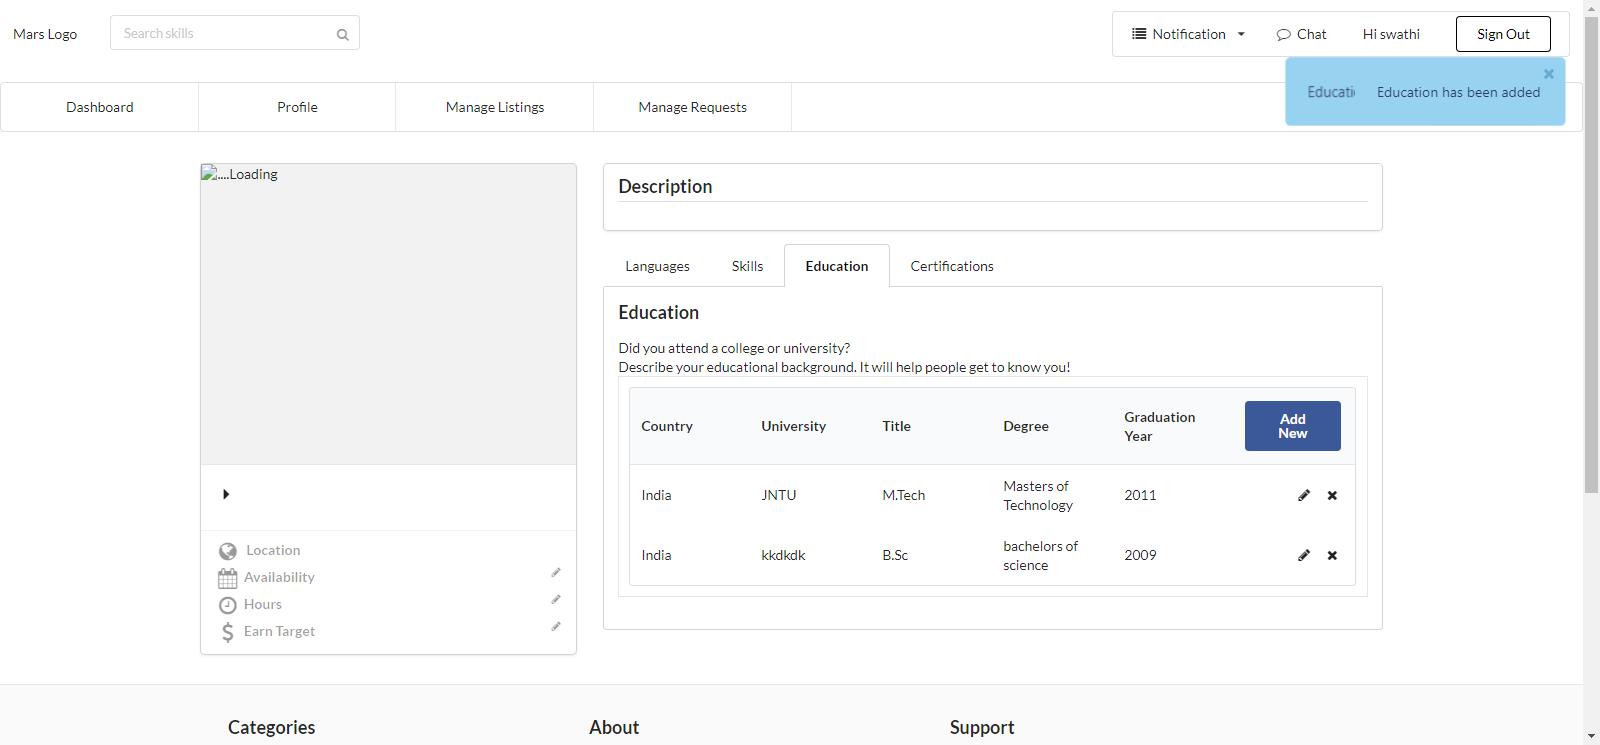 Mars Logo
Search skills
Notification
Chat
Hi swathi
Sign Out
Education has been added
Dashboard
Profile
Manage Listings
Manage Requests
....Loading
Location
Availability
Hours
Earn Target
Description
Languages
Skills
Education
Certifications
Education
Did you attend a college or university?
Describe your educational background. It will help people get to know you!
Country
University
Title
Degree
Graduation
Year
Add
New
India
JNTU
M.Tech
Masters of
Technology
2011
India
kkdkdk
B.Sc
bachelors of
science
2009
Categories
About
Support